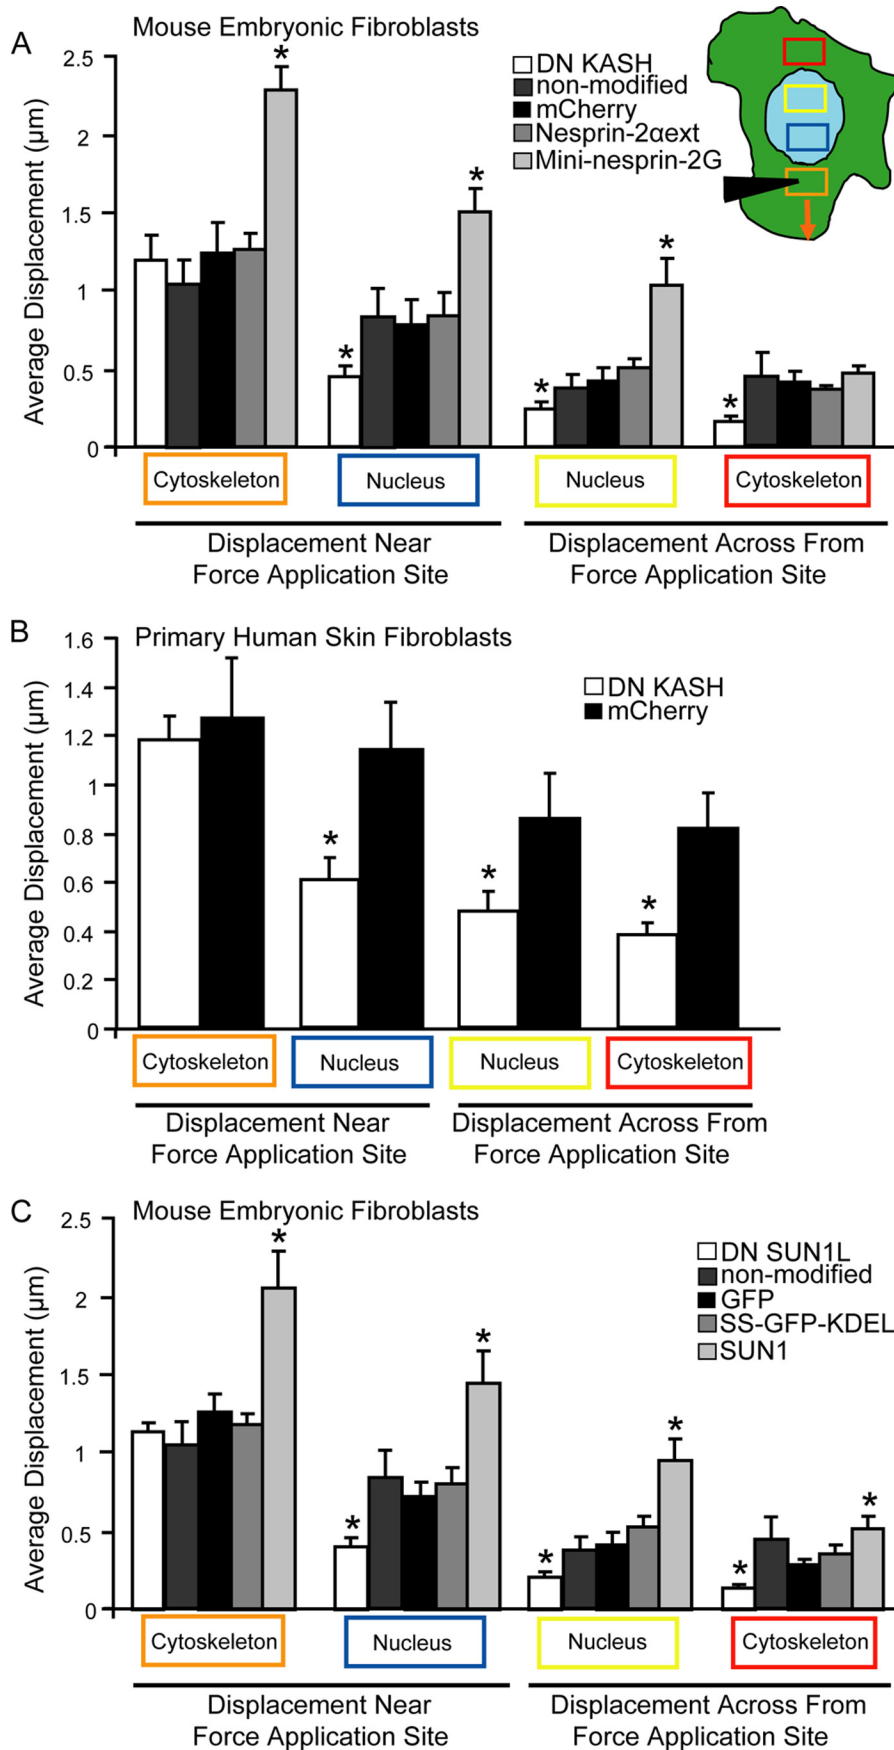 A
Mouse Embryonic Fibroblasts
Average Displacement (μm)
2.5
2
1.5
1
0.5
0
*
*
*
*
*
*
DN KASH
non-modified
mCherry
Nesprin-2αext
Mini-nesprin-2G
Cytoskeleton
Nucleus
Nucleus
Cytoskeleton
Displacement Near
Force Application Site
Displacement Across From
Force Application Site
B
Primary Human Skin Fibroblasts
Average Displacement (μm)
1.6
1.4
1.2
1
0.8
0.6
0.4
0.2
0
*
*
*
DN KASH
mCherry
Cytoskeleton
Nucleus
Nucleus
Cytoskeleton
Displacement Near
Force Application Site
Displacement Across From
Force Application Site
C
Mouse Embryonic Fibroblasts
Average Displacement (μm)
2.5
2
1.5
1
0.5
0
*
*
*
*
*
*
*
DN SUN1L
non-modified
GFP
SS-GFP-KDEL
SUN1
Cytoskeleton
Nucleus
Nucleus
Cytoskeleton
Displacement Near
Force Application Site
Displacement Across From
Force Application Site